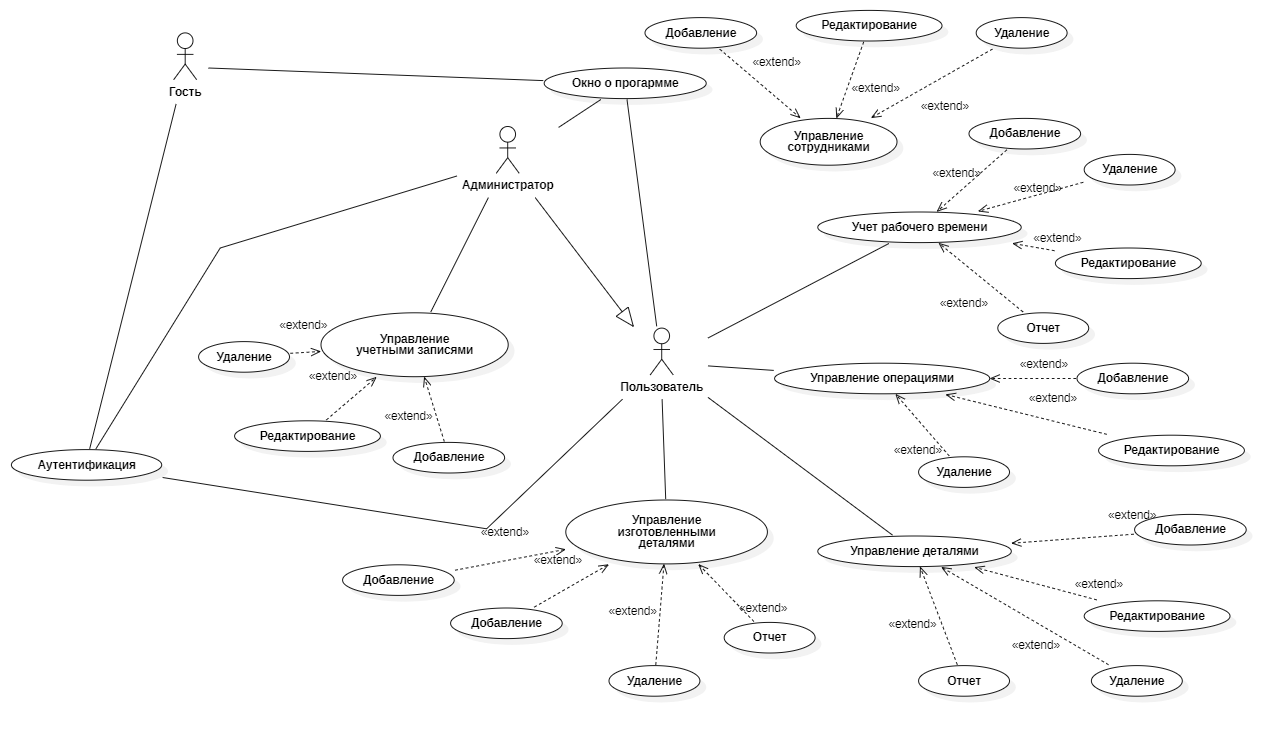 Гость
Окно о прогармме
Добавление
Редактирование
Удаление
«extend»
«extend»
«extend»
Управление
сотрудниками
Администратор
Добавление
Удаление
Редактирование
Отчет
«extend»
«extend»
«extend»
«extend»
Учет рабочего времени
Управление
учетными записями
«extend»
«extend»
«extend»
Удаление
Редактирование
Добавление
Пользователь
Управление операциями
«extend»
«extend»
«extend»
Добавление
Редактирование
Удаление
Аутентификация
Управление
изготовленными
деталями
«extend»
«extend»
«extend»
«extend»
Добавление
Добавление
Удаление
Отчет
Управление деталями
«extend»
«extend»
«extend»
«extend»
Добавление
Редактирование
Удаление
Отчет